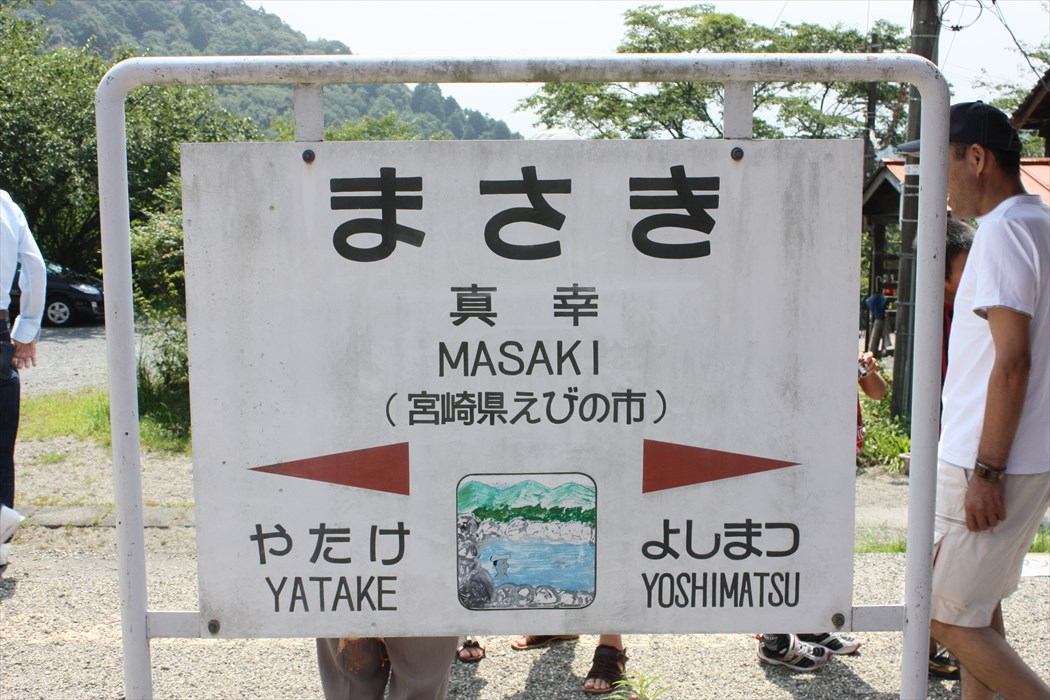 まさき
真幸
MASAKI
（宮崎県えびの市）
やたけ
YATAKE
よしまつ
YOSHIMATSU